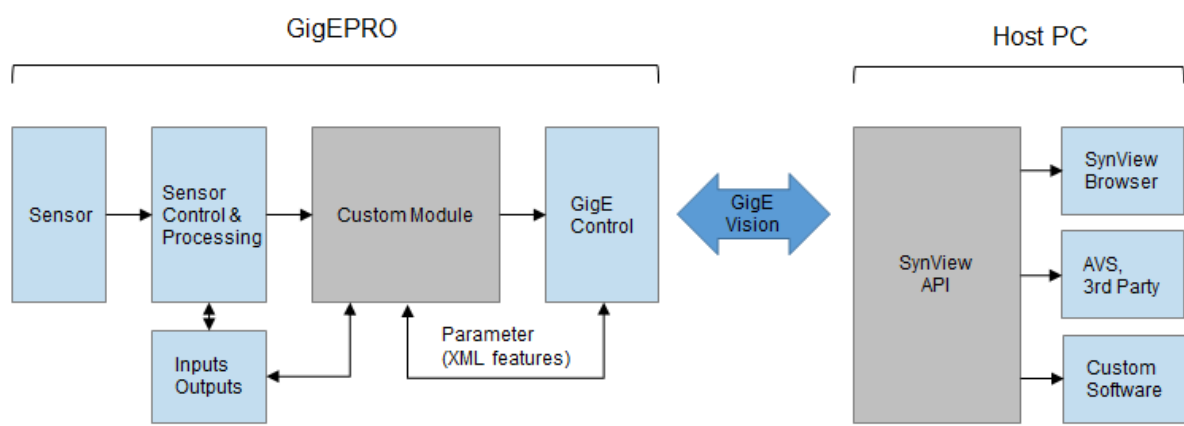 GigEPRO
Host PC
Sensor
Sensor
Control &
Processing
Custom Module
GigE
Control
GigE
Vision
SynView
API
SynView
Browser
AVS,
3rd Party
Custom
Software
Inputs
Outputs
Parameter
(XML features)